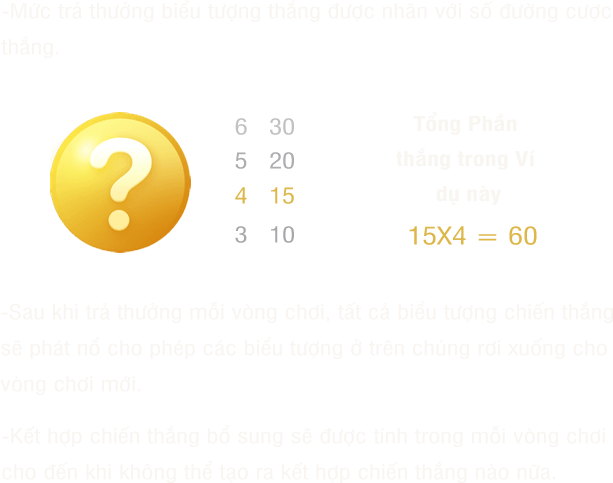 -Mức trả thưởng biểu tượng thắng được nhân với số đường cược
thắng.
?
6 30
5 20
4 15
3 10
Tổng Phần
thắng trong Ví
dụ này
15X4 = 60
-Sau khi trả thưởng mỗi vòng chơi, tất cả biểu tượng chiến thắng
sẽ phát nổ cho phép các biểu tượng ở trên chúng rơi xuống cho
vòng chơi mới.
-Kết hợp chiến thắng bổ sung sẽ được tính trong mỗi vòng chơi
cho đến khi không thể tạo ra kết hợp chiến thắng nào nữa.